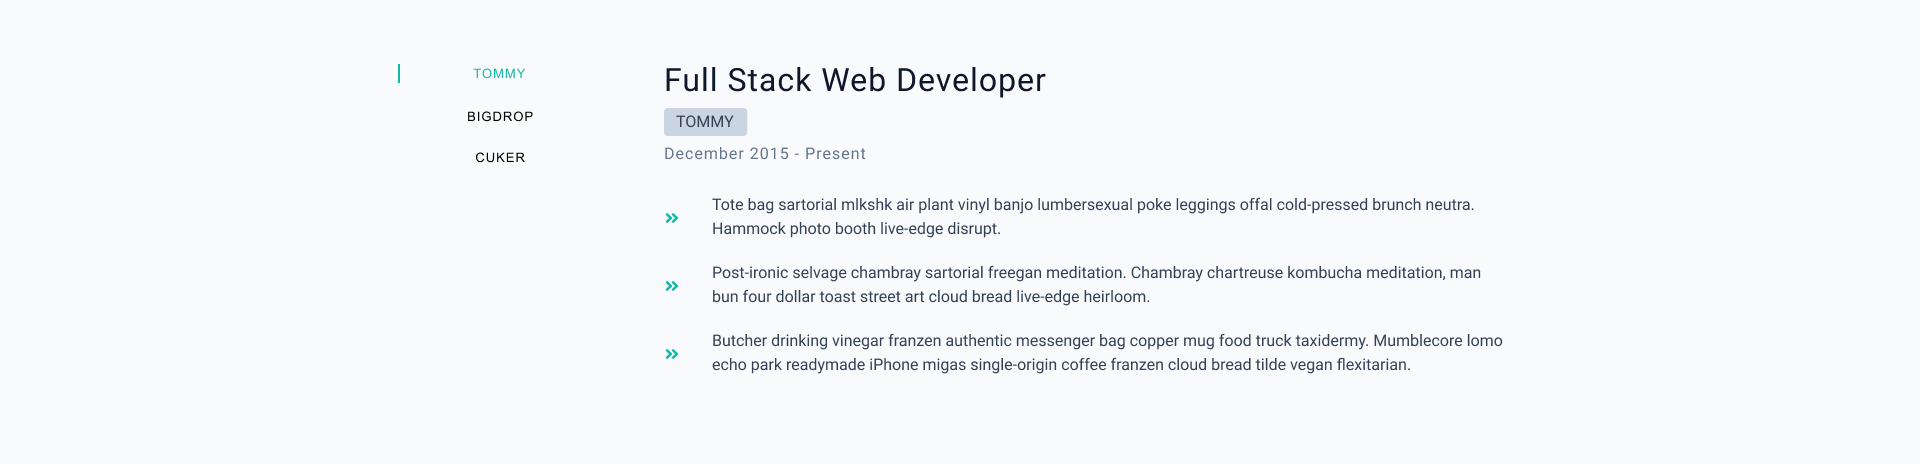 TOMMY
BIGDROP
CUKER
Full Stack Web Developer
TOMMY
December 2015 - Present
Tote bag sartorial mlkshk air plant vinyl banjo lumbersexual poke leggings offal cold-pressed brunch neutra.
Hammock photo booth live-edge disrupt.
Post-ironic selvage chambray sartorial freegan meditation. Chambray chartreuse kombucha meditation, man
bun four dollar toast street art cloud bread live-edge heirloom.
Butcher drinking vinegar franzen authentic messenger bag copper mug food truck taxidermy. Mumblecore lomo
echo park readymade iPhone migas single-origin coffee franzen cloud bread tilde vegan flexitarian.